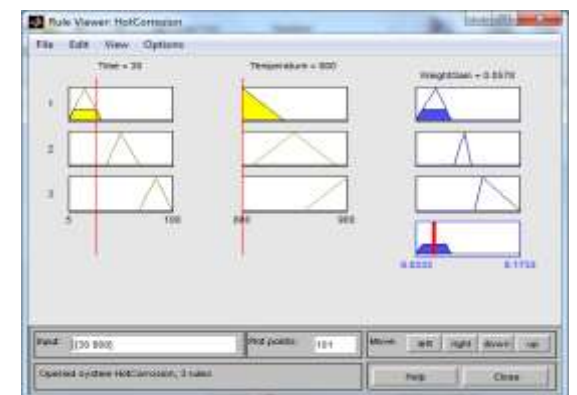 Rule Viewer: HotCorrosion
File Edit View Options
Time = 30
Temperature = 800
WeightGain = 0.0578
1
2
3
5 100
800 900
0.0333 0.1733
Input: [30 800]
Plot points: 101
Move: left right down up
Opened system HotCorrosion, 3 rules
Help Close